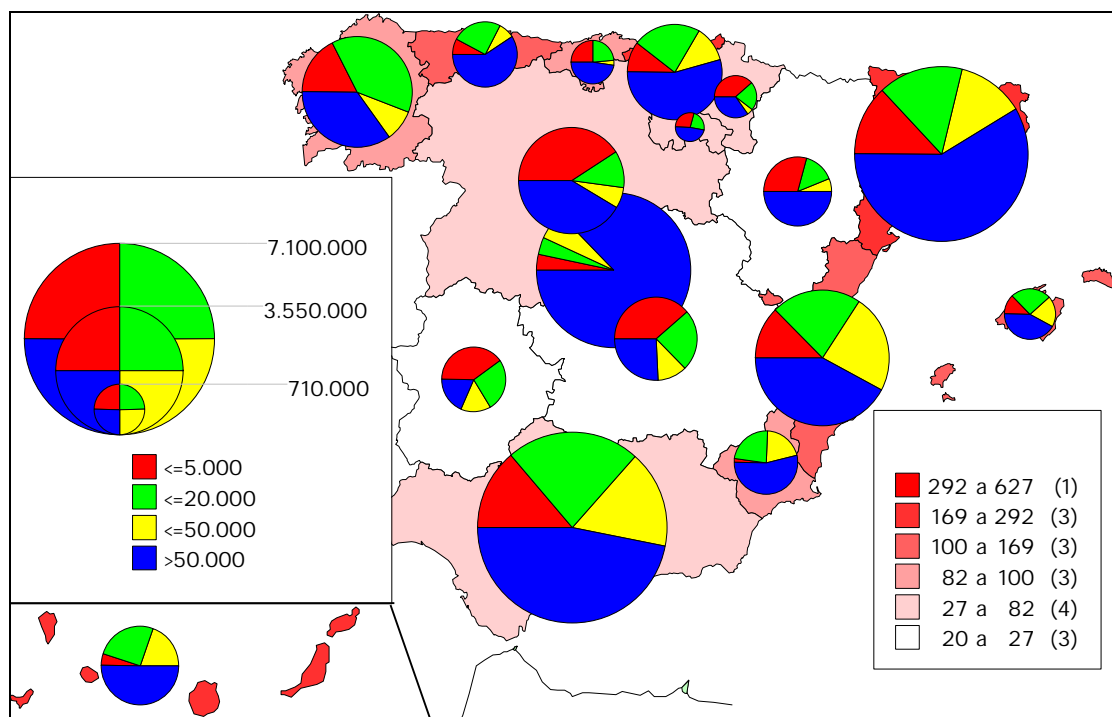 7.100.000
3.550.000
710.000
<=5.000
<=20.000
<=50.000
>50.000
292 a 627 (1)
169 a 292 (3)
100 a 169 (3)
82 a 100 (3)
27 a 82 (4)
20 a 27 (3)